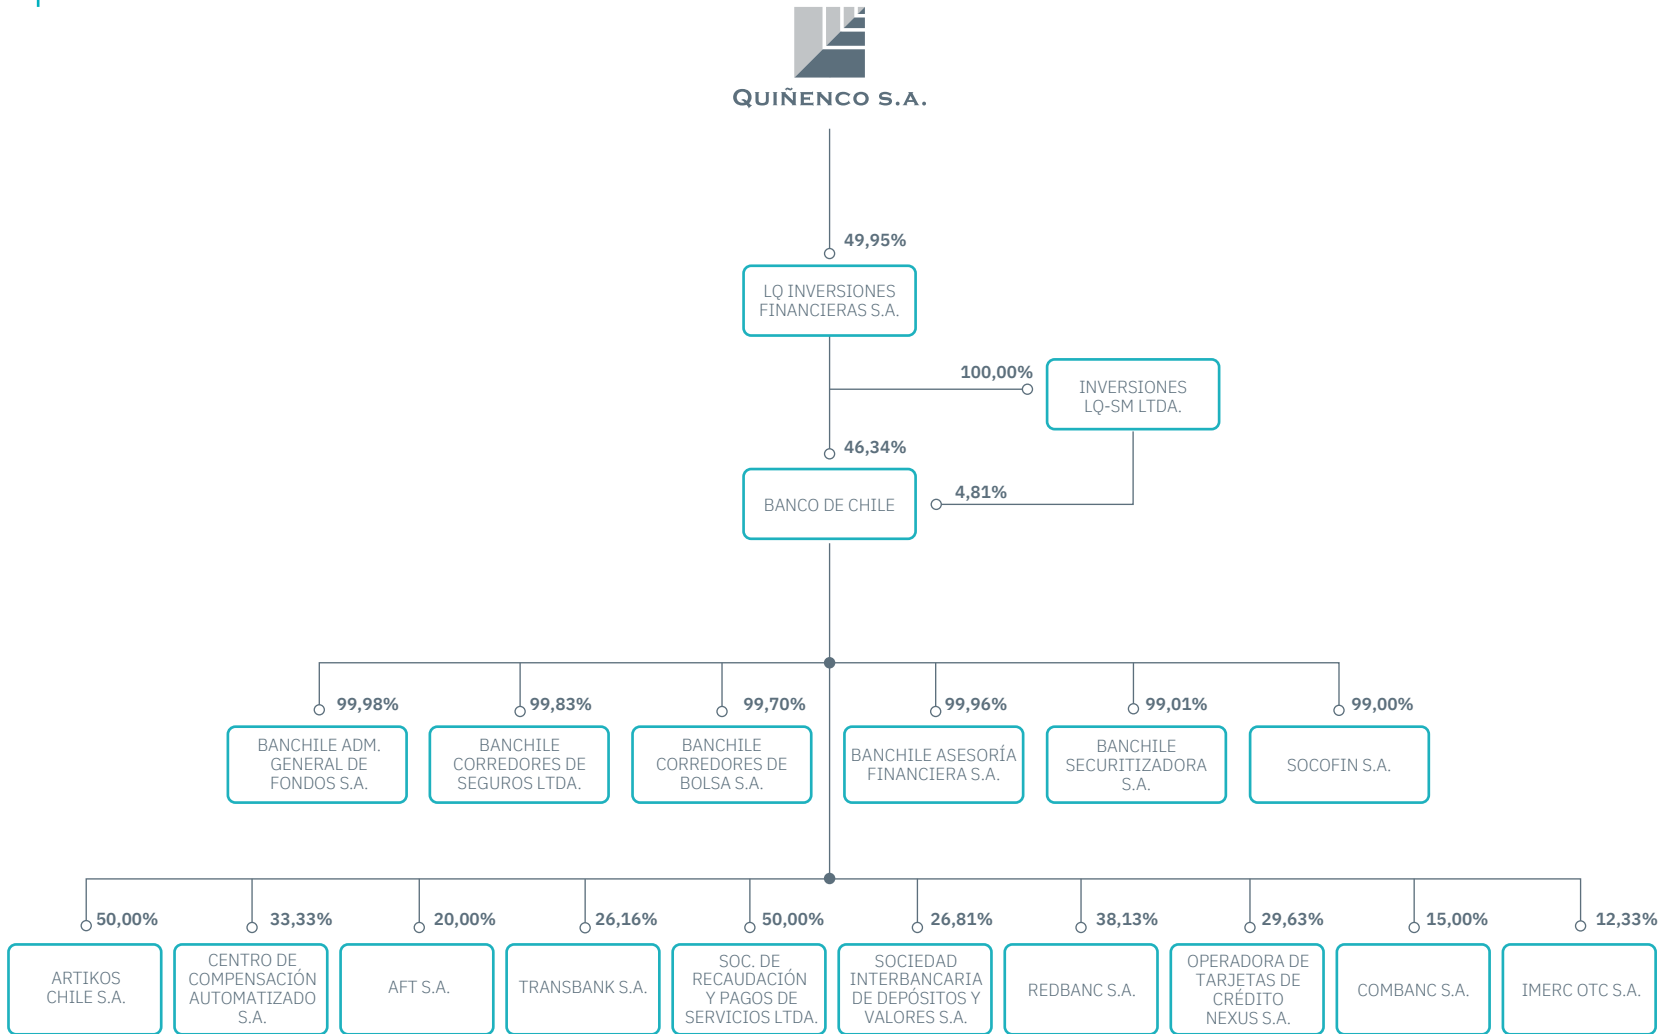 QUIÑENCO S.A.
49,95%
LQ INVERSIONES
FINANCIERAS S.A.
100,00%
INVERSIONES
LQ-SM LTDA.
46,34%
BANCO DE CHILE
4,81%
99,98%
BANCHILE ADM.
GENERAL DE
FONDOS S.A.
99,83%
BANCHILE
CORREDORES DE
SEGUROS LTDA.
99,70%
BANCHILE
CORREDORES DE
BOLSA S.A.
99,96%
BANCHILE ASESORÍA
FINANCIERA S.A.
99,01%
BANCHILE
SECURITIZADORA
S.A.
99,00%
SOCOFIN S.A.
50,00%
ARTIKOS
CHILE S.A.
33,33%
CENTRO DE
COMPENSACIÓN
AUTOMATIZADO
S.A.
20,00%
AFT S.A.
26,16%
TRANSBANK S.A.
50,00%
SOC. DE
RECAUDACIÓN
Y PAGOS DE
SERVICIOS LTDA.
26,81%
SOCIEDAD
INTERBANCARIA
DE DEPÓSITOS Y
VALORES S.A.
38,13%
REDBANC S.A.
29,63%
OPERADORA DE
TARJETAS DE
CRÉDITO
NEXUS S.A.
15,00%
COMBANC S.A.
12,33%
IMERC OTC S.A.